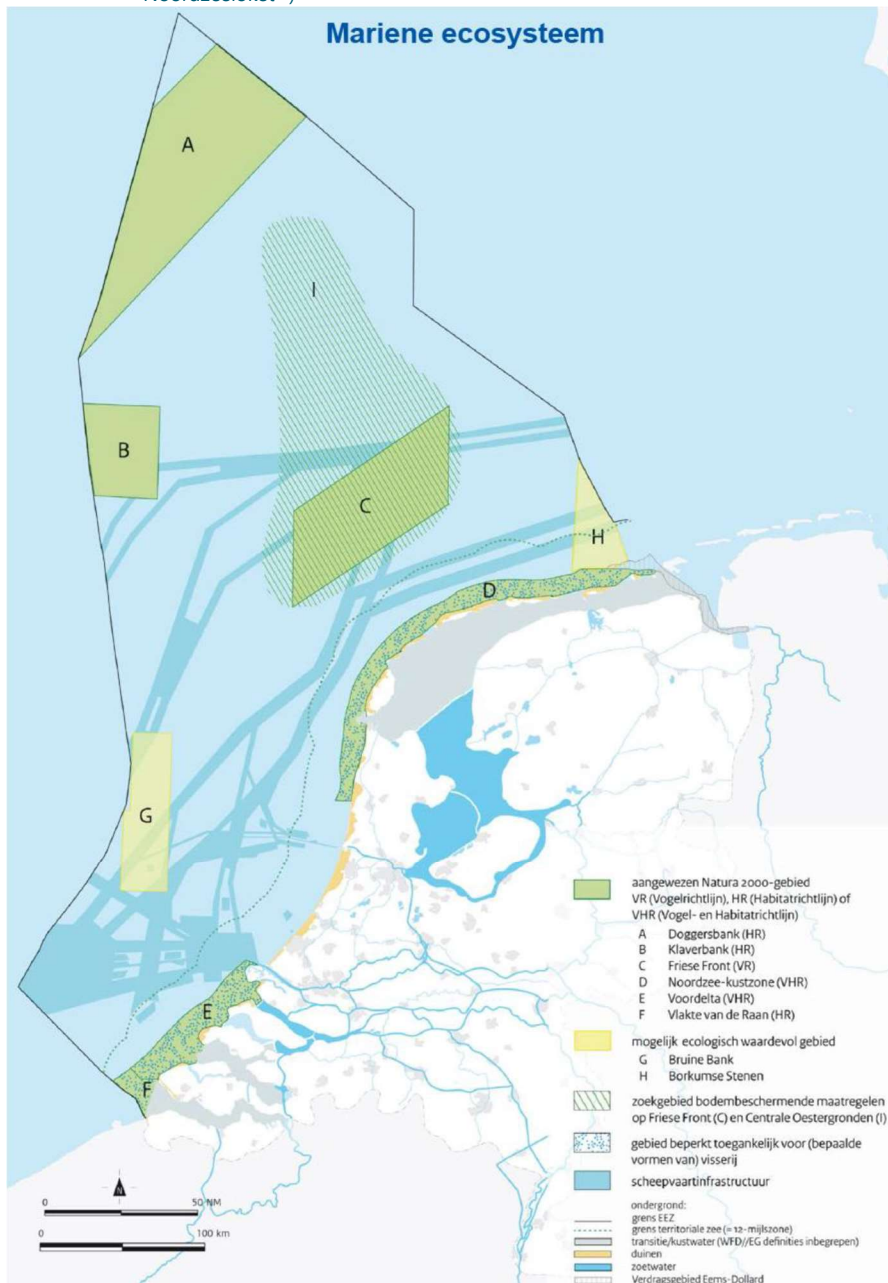 Mariene ecosysteem
A
I
B
C
H
D
G
E
F
aangewezen Natura 2000-gebied
VR (Vogelrichtlijn), HR (Habitatrichtlijn) of
VHR (Vogel- en Habitatrichtlijn)
A Doggersbank (HR)
B Klaverbank (HR)
C Friese Front (VR)
D Noordzee-kustzone (VHR)
E Voordelta (VHR)
F Vlakte van de Raan (HR)
mogelijk ecologisch waardevol gebied
G Bruine Bank
H Borkumse Stenen
zoekgebied bodembeschermende maatregelen
op Friese Front (C) en Centrale Oestergronden (I)
gebied beperkt toegankelijk voor (bepaalde
vormen van) visserij
scheepvaartinfrastructuur
ondergrond:
grens EEZ
grens territoriale zee (= 12-mijlszone)
transitie/kustwater (WFD//EG definities inbegrepen)
duinen
zoetwater
Verdragsgebied Eems-Dollard
N
0 50 NM
0 100 km